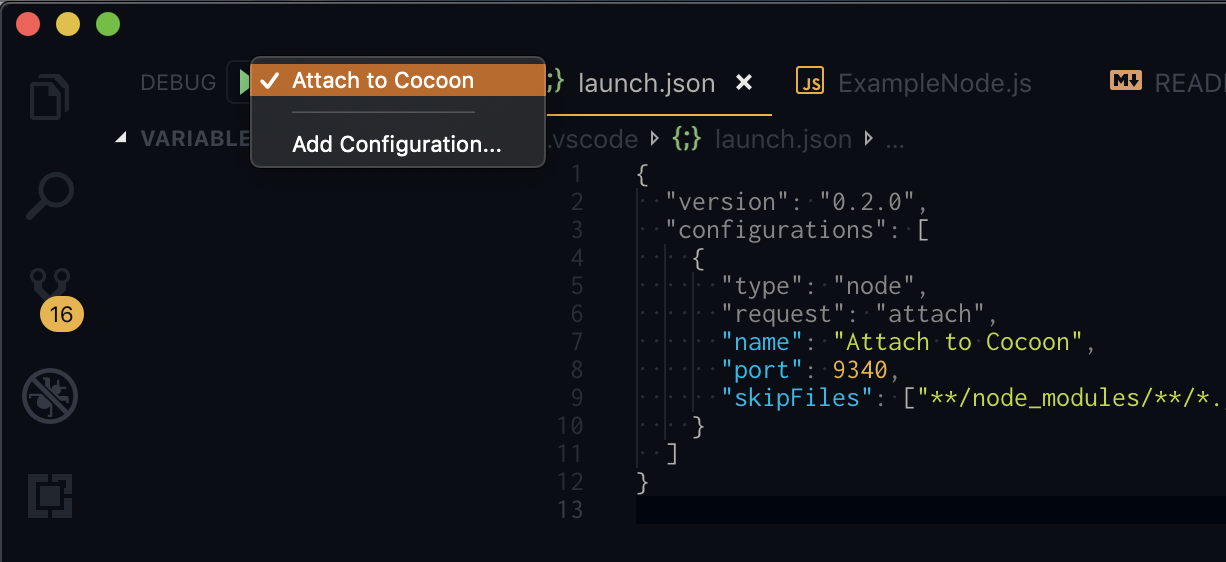 DEBUG
Attach to Cocoon
Add Configuration...
VARIABLE
launch.json
JS ExampleNode.js
READ
.vscode launch.json ...
1 {
2 "version": "0.2.0",
3 "configurations": [
4 {
5 "type": "node",
6 "request": "attach",
7 "name": "Attach to Cocoon",
8 "port": 9340,
9 "skipFiles": ["**/node_modules/**/*.
10 }
11 ]
12 }
13
16